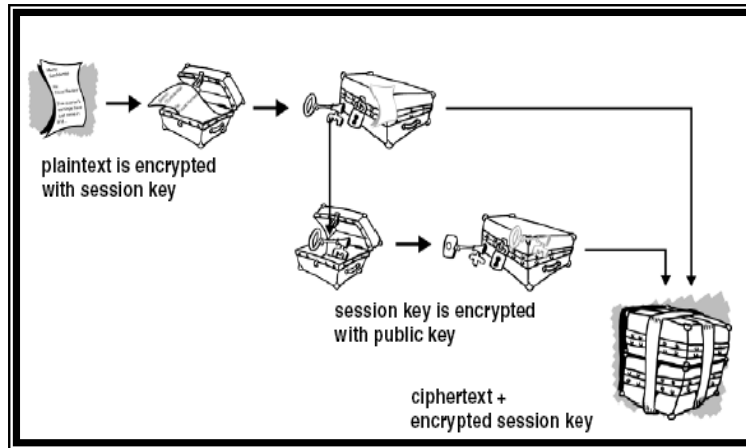 plaintext is encrypted
with session key
session key is encrypted
with public key
ciphertext +
encrypted session key